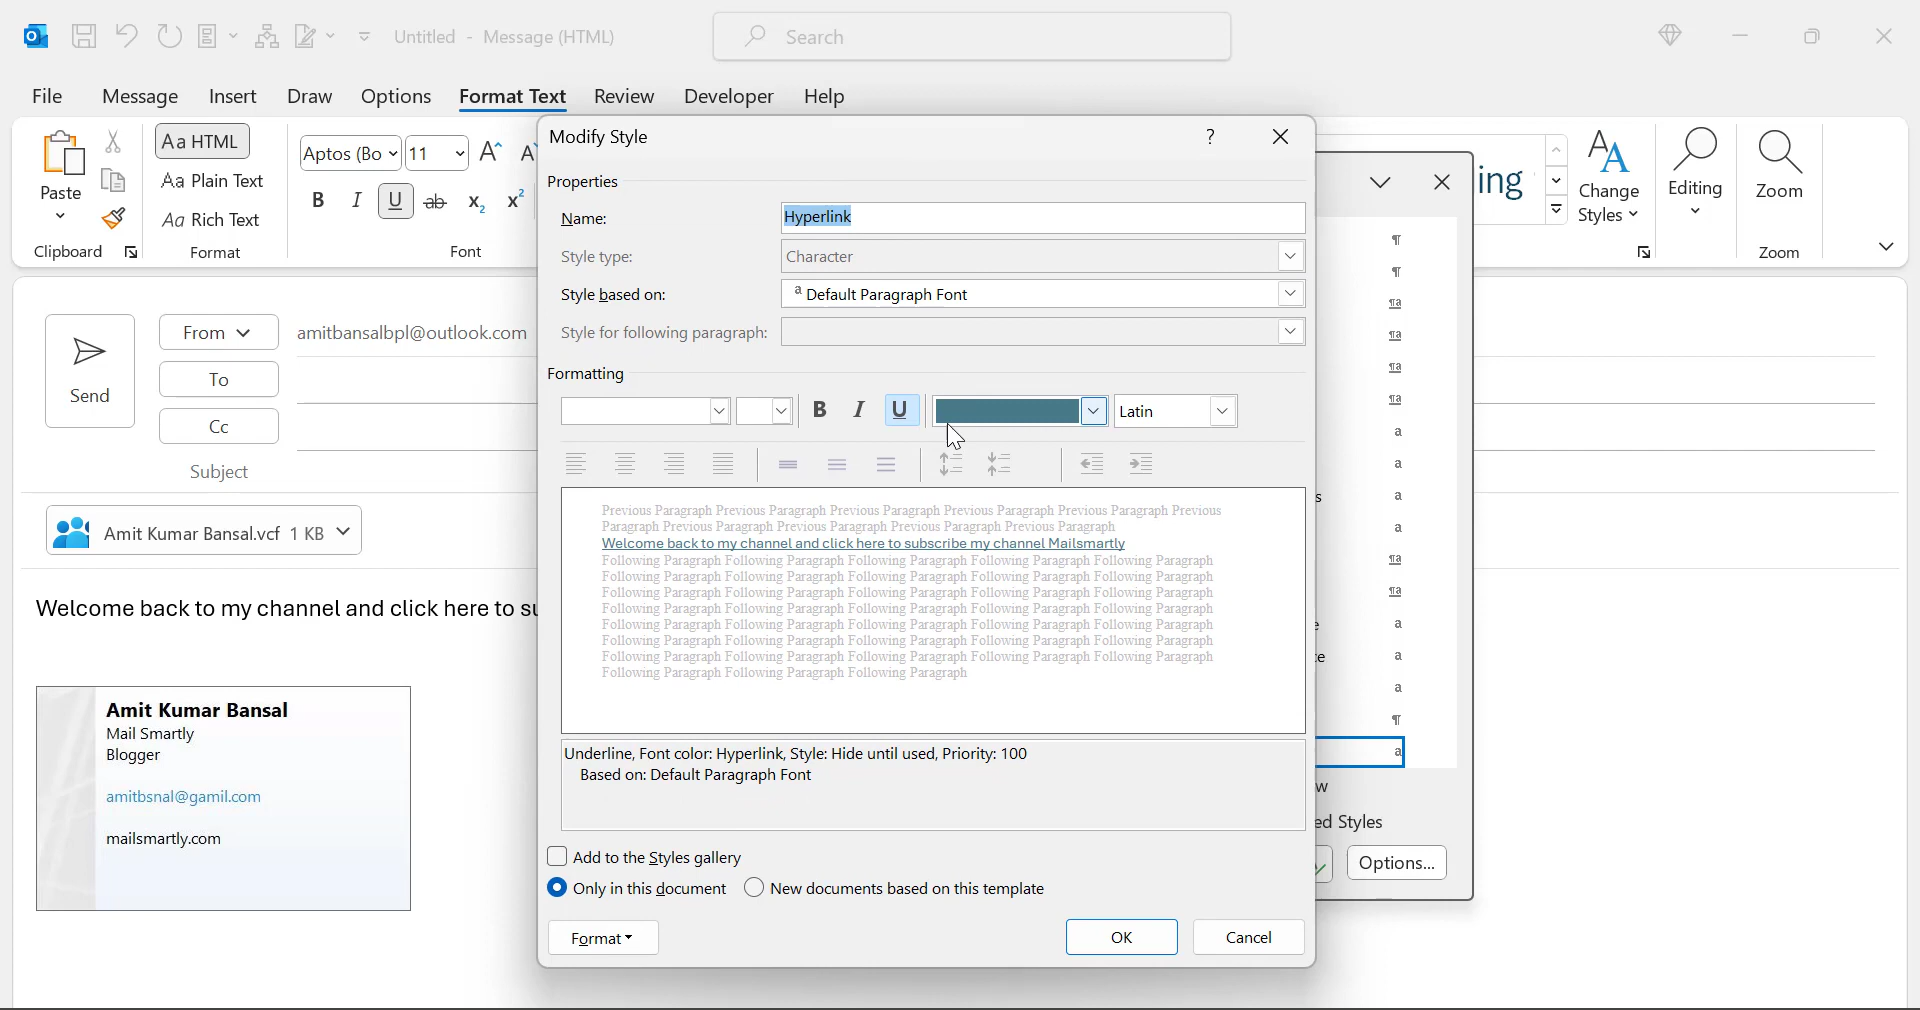 Untitled - Message (HTML)
Search
File Message Insert Draw Options Format Text Review Developer Help
Paste
Clipboard
Aa HTML
Aa Plain Text
Aa Rich Text
Format
Aptos (Bo 11 A A
B I U ab x₂ x²
Font
ing
Change
Styles
Editing
Zoom
Zoom
Send
From amitbansalbpl@outlook.com
To
Cc
Subject
Amit Kumar Bansal.vcf 1 KB
Welcome back to my channel and click here to su
Amit Kumar Bansal
Mail Smartly
Blogger
amitbsnal@gamil.com
mailsmartly.com
Modify Style ?
Properties
Name: Hyperlink
Style type: Character
Style based on: a Default Paragraph Font
Style for following paragraph:
Formatting
B I U Latin
Previous Paragraph Previous Paragraph Previous Paragraph Previous Paragraph Previous Paragraph Previous
Paragraph Previous Paragraph Previous Paragraph Previous Paragraph Previous Paragraph
Welcome back to my channel and click here to subscribe my channel Mailsmartly
Following Paragraph Following Paragraph Following Paragraph Following Paragraph Following Paragraph
Following Paragraph Following Paragraph Following Paragraph Following Paragraph Following Paragraph
Following Paragraph Following Paragraph Following Paragraph Following Paragraph Following Paragraph
Following Paragraph Following Paragraph Following Paragraph Following Paragraph Following Paragraph
Following Paragraph Following Paragraph Following Paragraph Following Paragraph Following Paragraph
Following Paragraph Following Paragraph Following Paragraph Following Paragraph Following Paragraph
Following Paragraph Following Paragraph Following Paragraph Following Paragraph Following Paragraph
Following Paragraph Following Paragraph Following Paragraph
Underline, Font color: Hyperlink, Style: Hide until used, Priority: 100
Based on: Default Paragraph Font
Add to the Styles gallery
Only in this document New documents based on this template
Format OK Cancel
¶
¶
¶a
¶a
¶a
¶a
a
a
s a
a
¶a
¶a
e a
ce a
a
¶
a
w
ed Styles
Options...